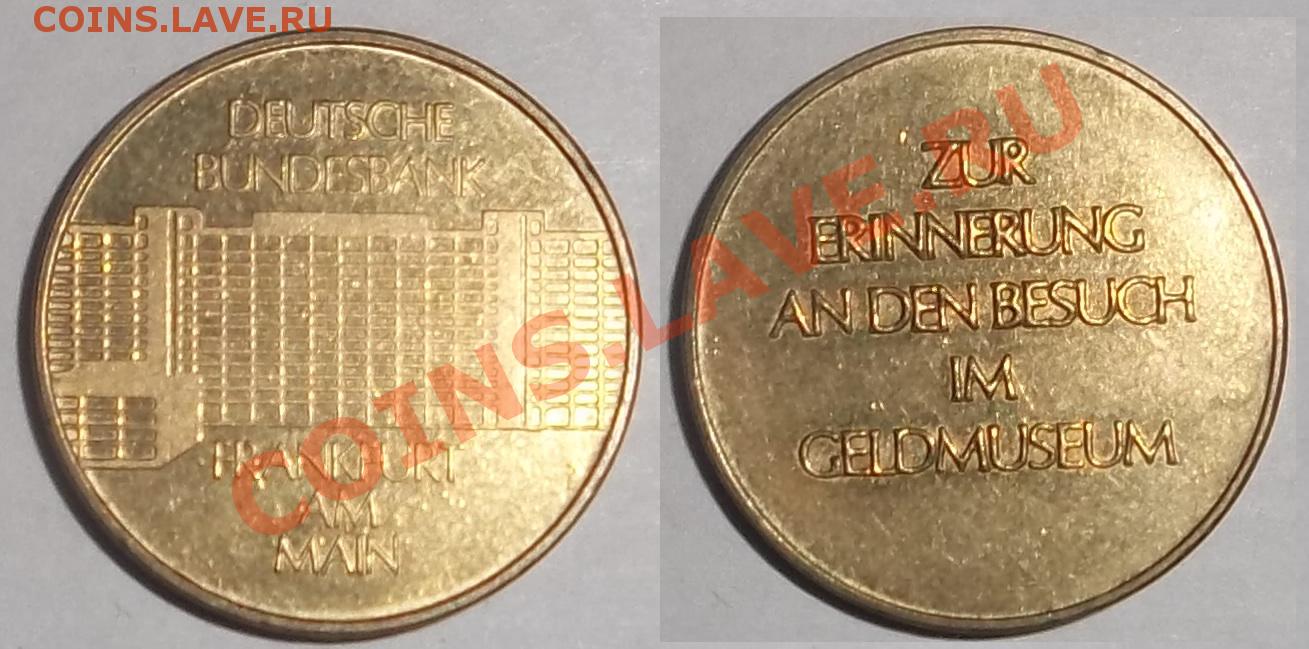 COINS.LAVE.RU
DEUTSCHE
BUNDESBANK
FRANKFURT
AM
MAIN
ZUR
ERINNERUNG
AN DEN BESUCH
IM
GELDMUSEUM
COINS.LAVE.RU